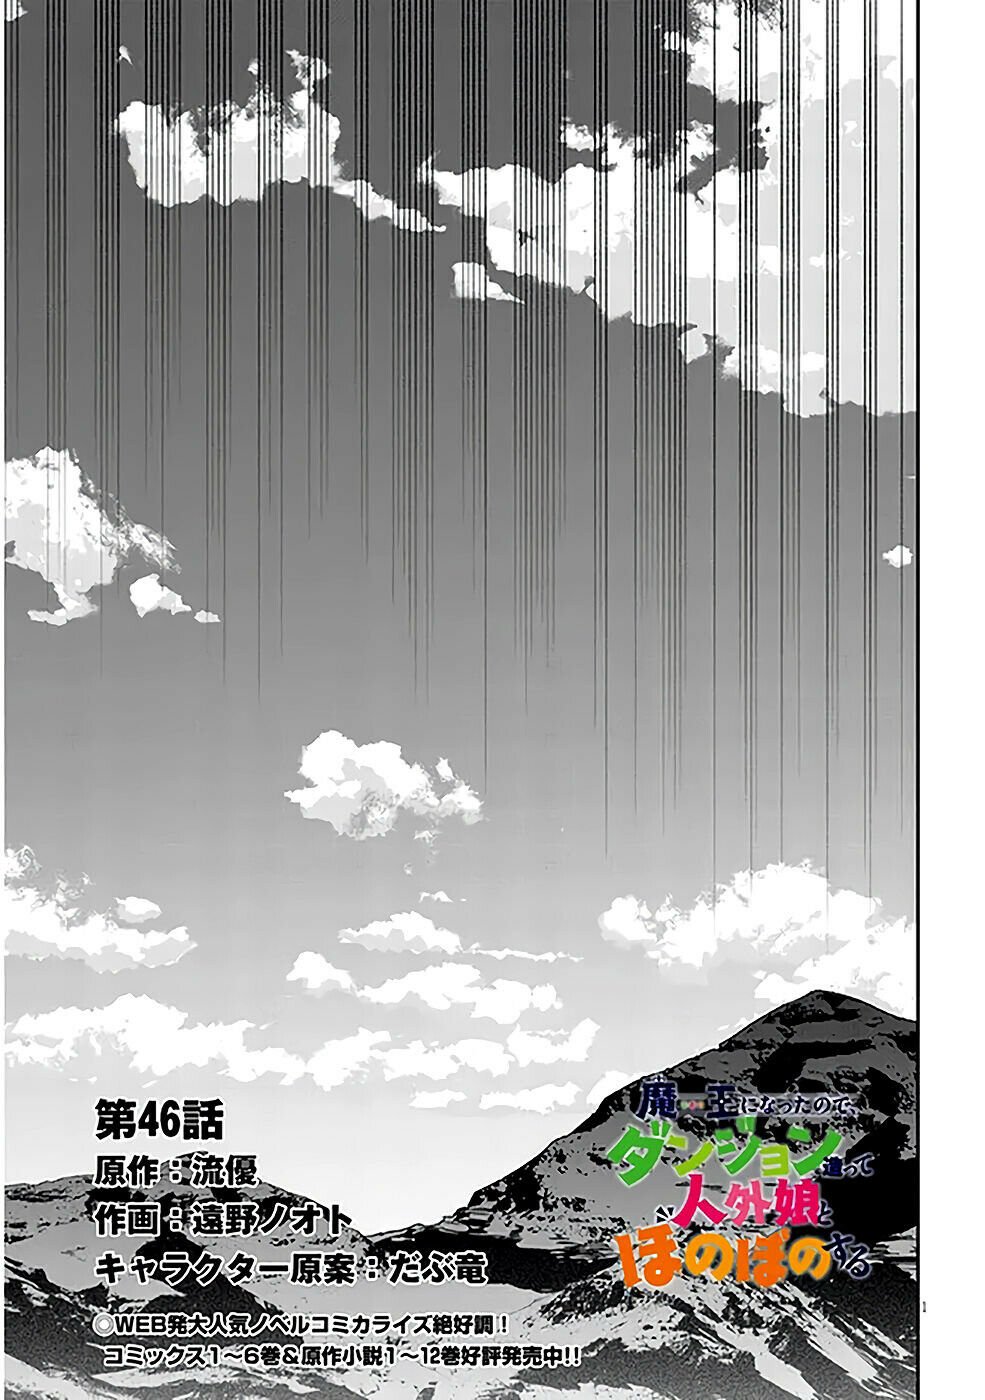 第46話
原作：流優
作画：遠野ノオト
キャラクター原案：だぶ竜
◎WEB発大人気ノベルコミカライズ絶好調！
コミックス1～6巻＆原作小説1～12巻好評発売中！！
魔王になったので、
ダンジョン造って
人外娘と
ほのぼのする
1